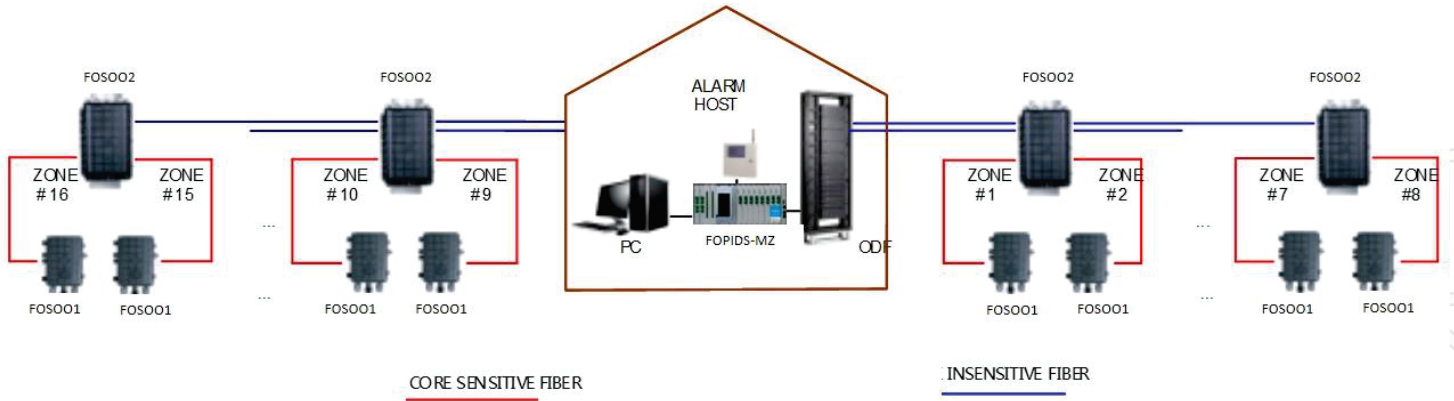 FOSOO2
FOSOO2
ALARM
HOST
FOSOO2
FOSOO2
ZONE
#16
ZONE
#15
ZONE
#10
ZONE
#9
ZONE
#1
ZONE
#2
ZONE
#7
ZONE
#8
...
...
PC
FOPIDS-MZ
ODF
...
...
FOSOO1
FOSOO1
FOSOO1
FOSOO1
FOSOO1
FOSOO1
FOSOO1
FOSOO1
CORE SENSITIVE FIBER
INSENSITIVE FIBER